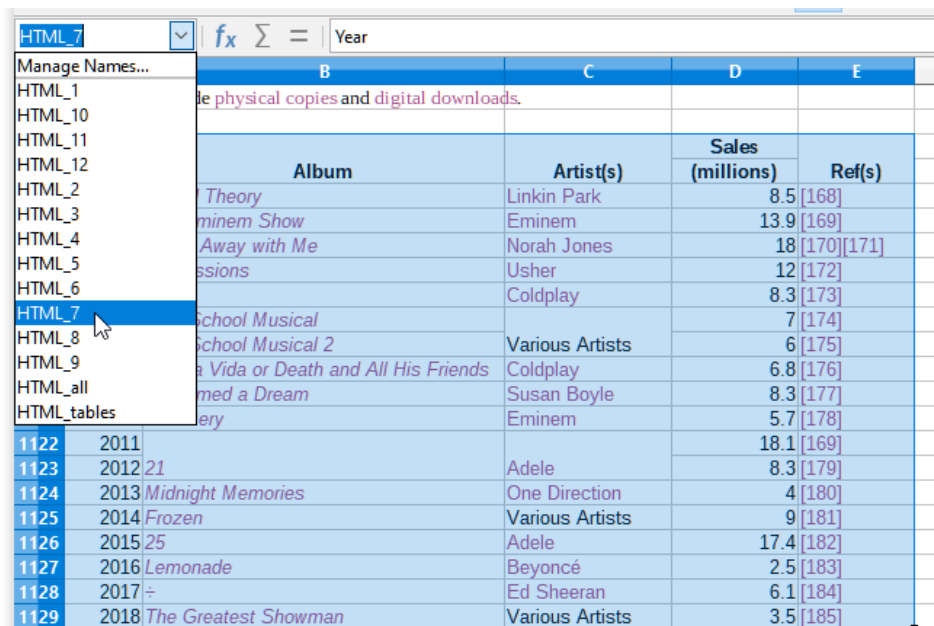 HTML_7 fx Σ = Year
Manage Names...
HTML_1
HTML_10
HTML_11
HTML_12
HTML_2
HTML_3
HTML_4
HTML_5
HTML_6
HTML_7
HTML_8
HTML_9
HTML_all
HTML_tables
B C D E
physical copies and digital downloads.
Sales
Album Artist(s) (millions) Ref(s)
Theory Linkin Park 8.5 [168]
minem Show Eminem 13.9 [169]
Away with Me Norah Jones 18 [170][171]
ssions Usher 12 [172]
Coldplay 8.3 [173]
School Musical 7 [174]
School Musical 2 Various Artists 6 [175]
a Vida or Death and All His Friends Coldplay 6.8 [176]
med a Dream Susan Boyle 8.3 [177]
ery Eminem 5.7 [178]
1122 2011 18.1 [169]
1123 2012 21 Adele 8.3 [179]
1124 2013 Midnight Memories One Direction 4 [180]
1125 2014 Frozen Various Artists 9 [181]
1126 2015 25 Adele 17.4 [182]
1127 2016 Lemonade Beyoncé 2.5 [183]
1128 2017 ÷ Ed Sheeran 6.1 [184]
1129 2018 The Greatest Showman Various Artists 3.5 [185]